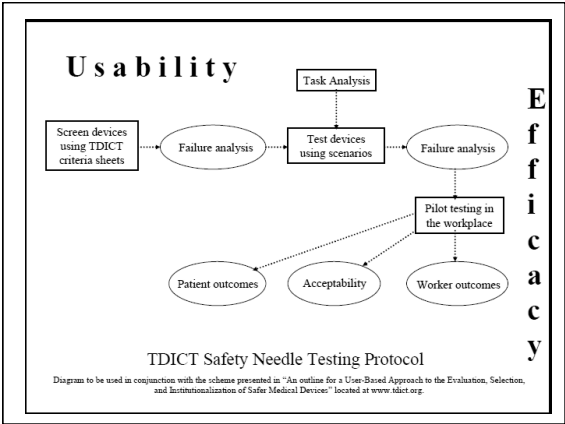 Usability
Efficacy
Task Analysis
Screen devices
using TDICT
criteria sheets
Failure analysis
Test devices
using scenarios
Failure analysis
Pilot testing in
the workplace
Patient outcomes
Acceptability
Worker outcomes
TDICT Safety Needle Testing Protocol
Diagram to be used in conjunction with the scheme presented in “An outline for a User-Based Approach to the Evaluation, Selection,
and Institutionalization of Safer Medical Devices” located at www.tdict.org.